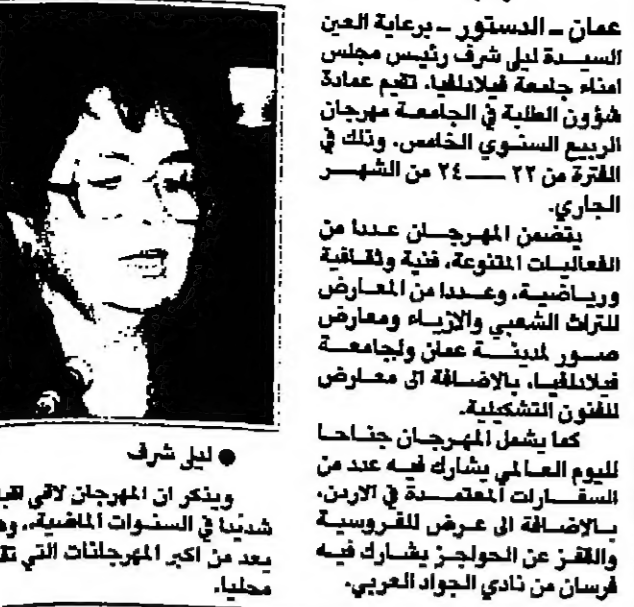 عمان ــ الدستور ــ برعاية العين
السيدة ليلى شرف رئيس مجلس
امناء جامعة فيلادلفيا، تقيم عمادة
شؤون الطلبة في الجامعة مهرجان
الربيع السنوي الخامس، وذلك في
الفترة من ٢٢ ــ ٢٤ من الشهر
الجاري.
يتضمن المهرجان عددا من
الفعاليات المتنوعة، فنية وثقافية
ورياضية، وعددا من المعارض
للتراث الشعبي والازياء ومعارض
صور لمدينة عمان ولجامعة
فيلادلفيا، بالإضافة الى معارض
للفنون التشكيلية.
كما يشمل المهرجان جناحا
لليوم العالمي يشارك فيه عدد من
السفارات المعتمدة في الاردن،
بالإضافة الى عرض للفروسية
والقفز عن الحواجز يشارك فيه
فرسان من نادي الجواد العربي.
● ليلى شرف
ويذكر ان المهرجان لاقى
شديدا في السنوات الماضية،
يعد من اكبر المهرجانات التي
محليا.